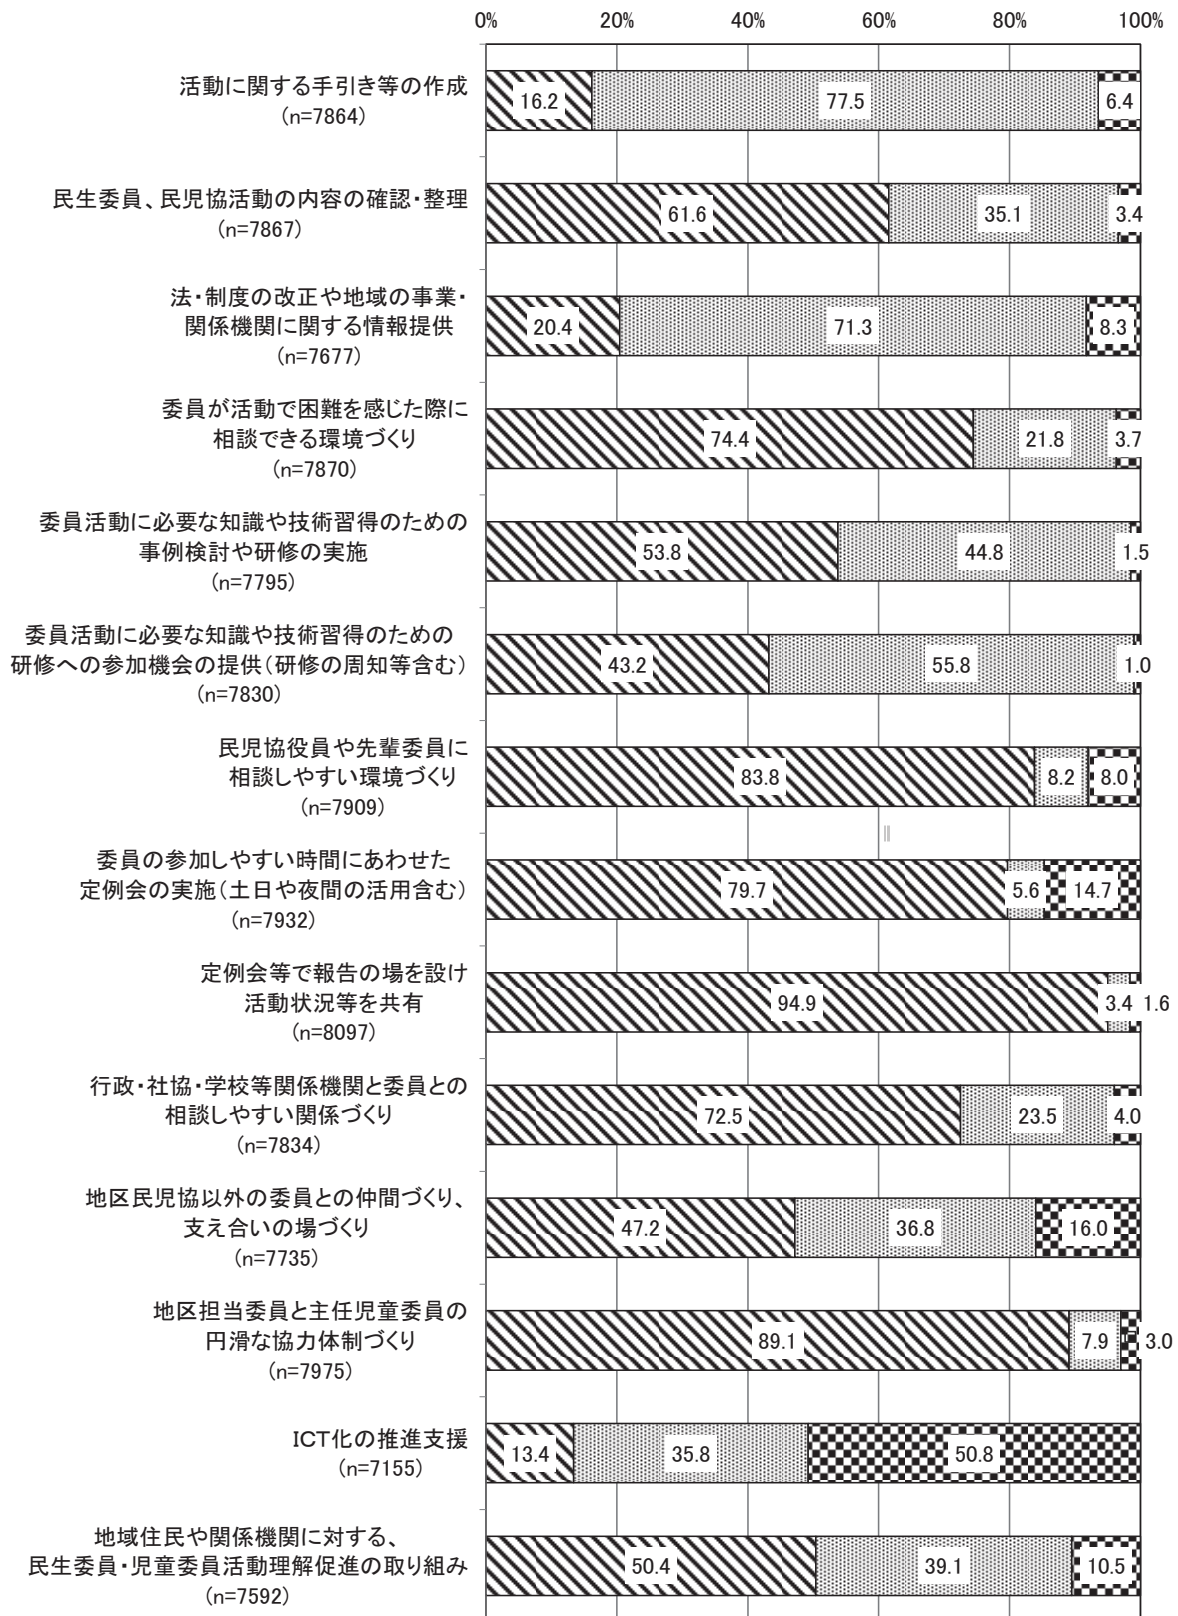 0% 20% 40% 60% 80% 100%
活動に関する手引き等の作成
(n=7864)
16.2 77.5 6.4
民生委員、民児協活動の内容の確認・整理
(n=7867)
61.6 35.1 3.4
法・制度の改正や地域の事業・
関係機関に関する情報提供
(n=7677)
20.4 71.3 8.3
委員が活動で困難を感じた際に
相談できる環境づくり
(n=7870)
74.4 21.8 3.7
委員活動に必要な知識や技術習得のための
事例検討や研修の実施
(n=7795)
53.8 44.8 1.5
委員活動に必要な知識や技術習得のための
研修への参加機会の提供(研修の周知等含む)
(n=7830)
43.2 55.8 1.0
民児協役員や先輩委員に
相談しやすい環境づくり
(n=7909)
83.8 8.2 8.0
委員の参加しやすい時間にあわせた
定例会の実施(土日や夜間の活用含む)
(n=7932)
79.7 5.6 14.7
定例会等で報告の場を設け
活動状況等を共有
(n=8097)
94.9 3.4 1.6
行政・社協・学校等関係機関と委員との
相談しやすい関係づくり
(n=7834)
72.5 23.5 4.0
地区民児協以外の委員との仲間づくり、
支え合いの場づくり
(n=7735)
47.2 36.8 16.0
地区担当委員と主任児童委員の
円滑な協力体制づくり
(n=7975)
89.1 7.9 3.0
ICT化の推進支援
(n=7155)
13.4 35.8 50.8
地域住民や関係機関に対する、
民生委員・児童委員活動理解促進の取り組み
(n=7592)
50.4 39.1 10.5